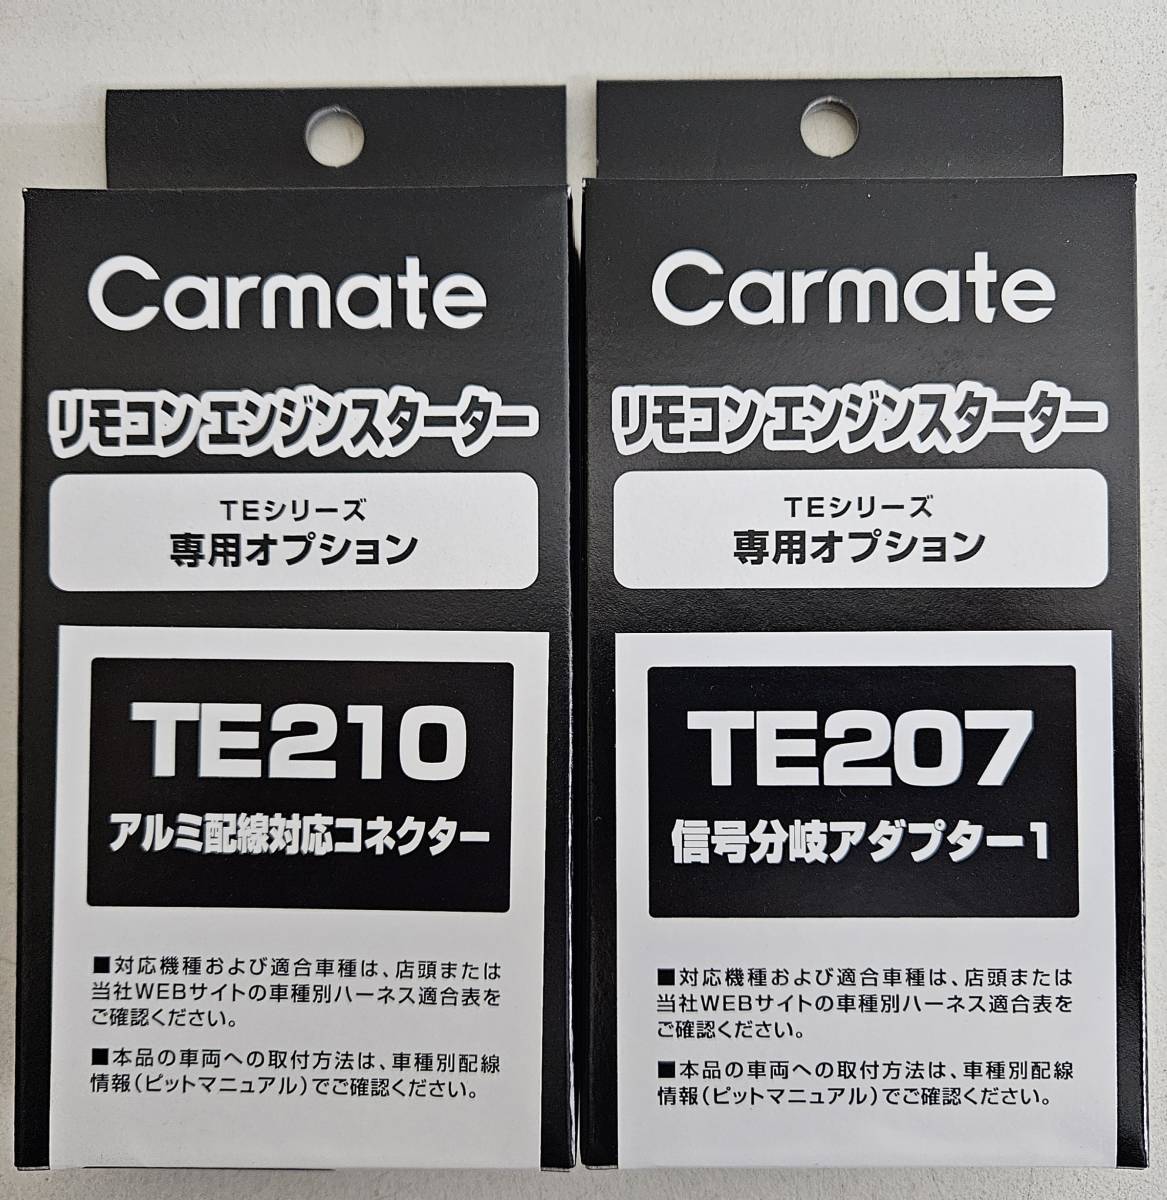 Carmate
リモコンエンジンスターター
TEシリーズ
専用オプション
TE210
アルミ配線対応コネクター
■対応機種および適合車種は、店頭または
当社WEBサイトの車種別ハーネス適合表を
ご確認ください。
■本品の車両への取付方法は、車種別配線
情報(ピットマニュアル)でご確認ください。
Carmate
リモコンエンジンスターター
TEシリーズ
専用オプション
TE207
信号分岐アダプター1
■対応機種および適合車種は、店頭または
当社WEBサイトの車種別ハーネス適合表を
ご確認ください。
■本品の車両への取付方法は、車種別配線
情報(ピットマニュアル)でご確認ください。